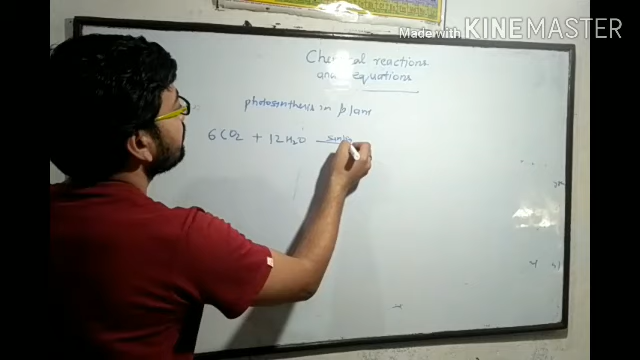 Made with KINEMASTER
Chemical reactions
and equations
photosynthesis in plant
6CO2 + 12H2O